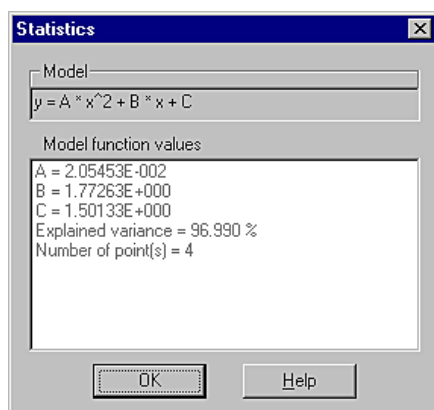 Statistics
Model
y = A * x^2 + B * x + C
Model function values
A = 2.05453E-002
B = 1.77263E+000
C = 1.50133E+000
Explained variance = 96.990 %
Number of point(s) = 4
OK
Help